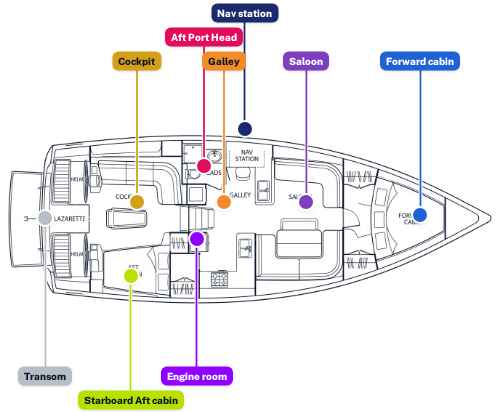 Nav station
Aft Port Head
Cockpit
Galley
Saloon
Forward cabin
NAV
STATION
GALLEY
LAZARETTE
3
Engine room
Transom
Starboard Aft cabin